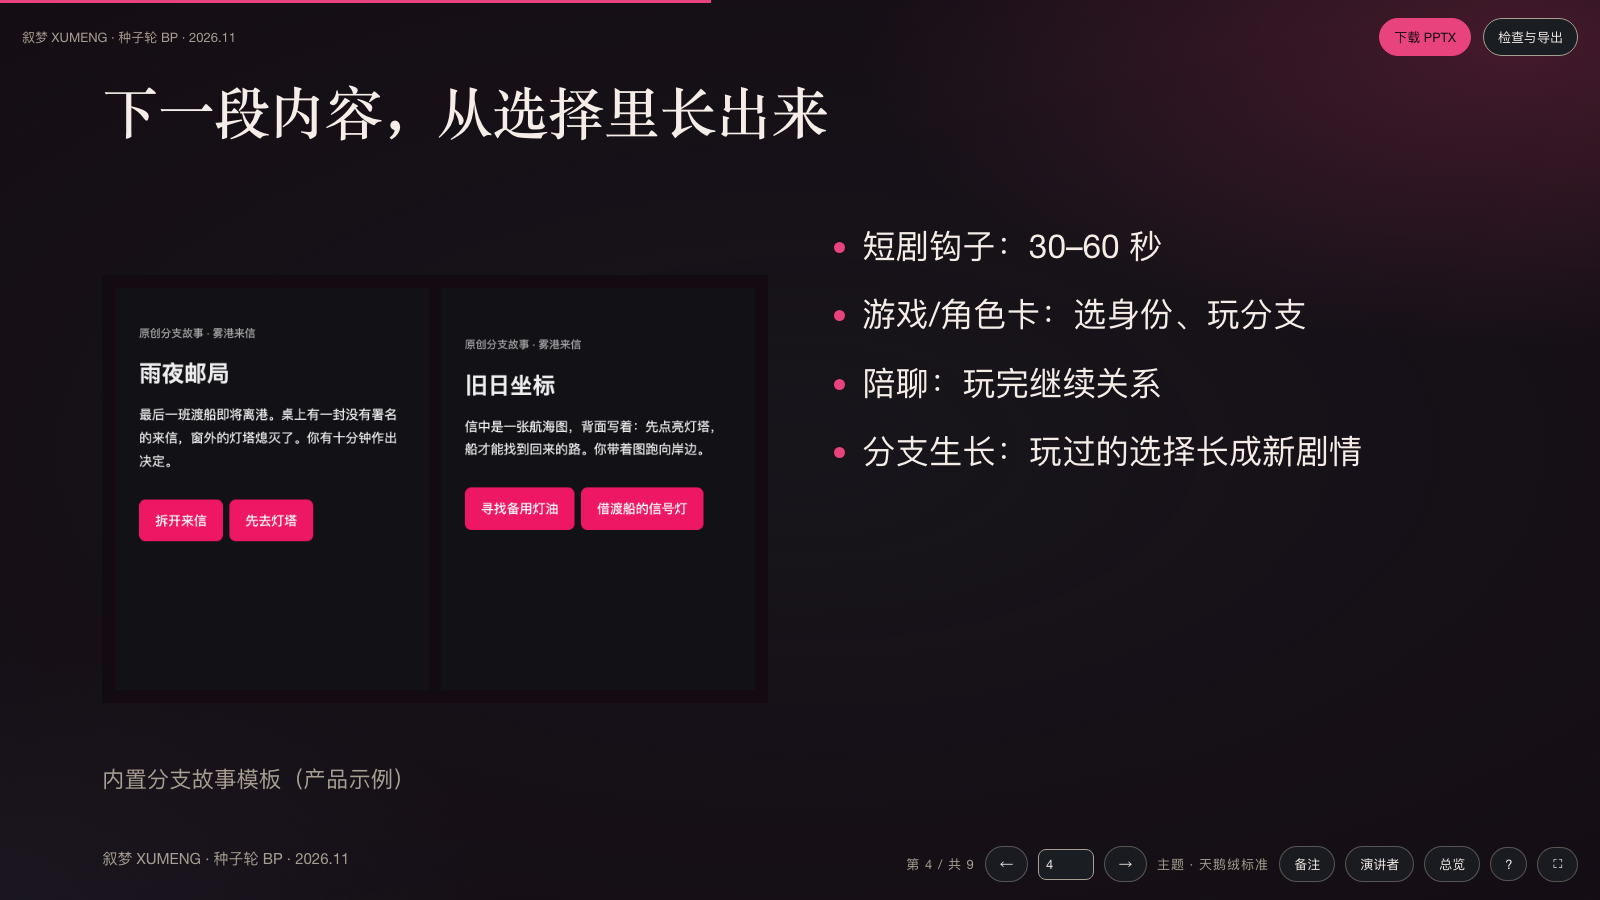 叙梦 XUMENG · 种子轮 BP · 2026.11
下载 PPTX
检查与导出
下一段内容，从选择里长出来
原创分支故事 · 雾港来信
雨夜邮局
最后一班渡船即将离港。桌上有一封没有署名
的来信，窗外的灯塔熄灭了。你有十分钟作出
决定。
拆开来信
先去灯塔
原创分支故事 · 雾港来信
旧日坐标
信中是一张航海图，背面写着：先点亮灯塔，
船才能找到回来的路。你带着图跑向岸边。
寻找备用灯油
借渡船的信号灯
短剧钩子：30–60 秒
游戏/角色卡：选身份、玩分支
陪聊：玩完继续关系
分支生长：玩过的选择长成新剧情
内置分支故事模板（产品示例）
叙梦 XUMENG · 种子轮 BP · 2026.11
第 4 / 共 9
←
4
→
主题 · 天鹅绒标准
备注
演讲者
总览
?